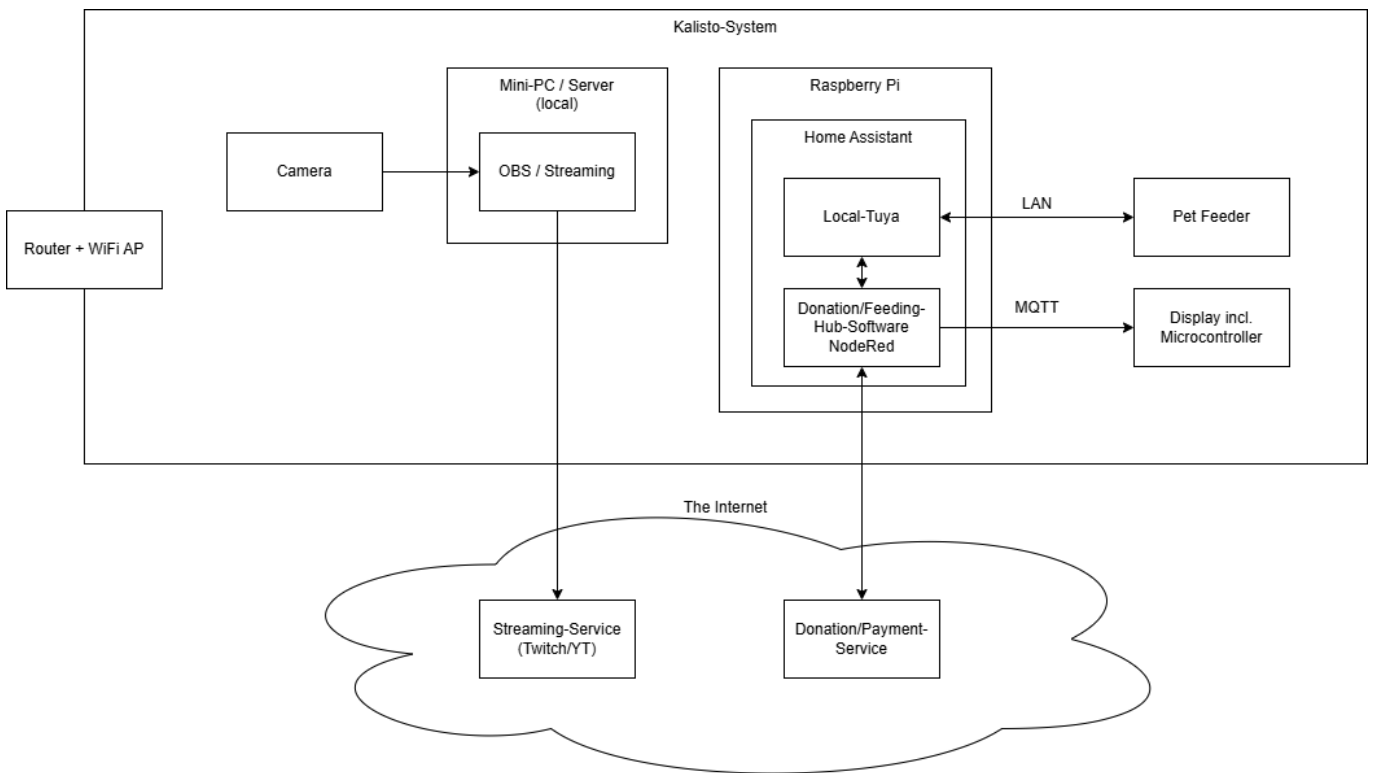 Kalisto-System
Mini-PC / Server
(local)
Raspberry Pi
Home Assistant
Camera
OBS / Streaming
Local-Tuya
LAN
Pet Feeder
Router + WiFi AP
Donation/Feeding-
Hub-Software
NodeRed
MQTT
Display incl.
Microcontroller
The Internet
Streaming-Service
(Twitch/YT)
Donation/Payment-
Service